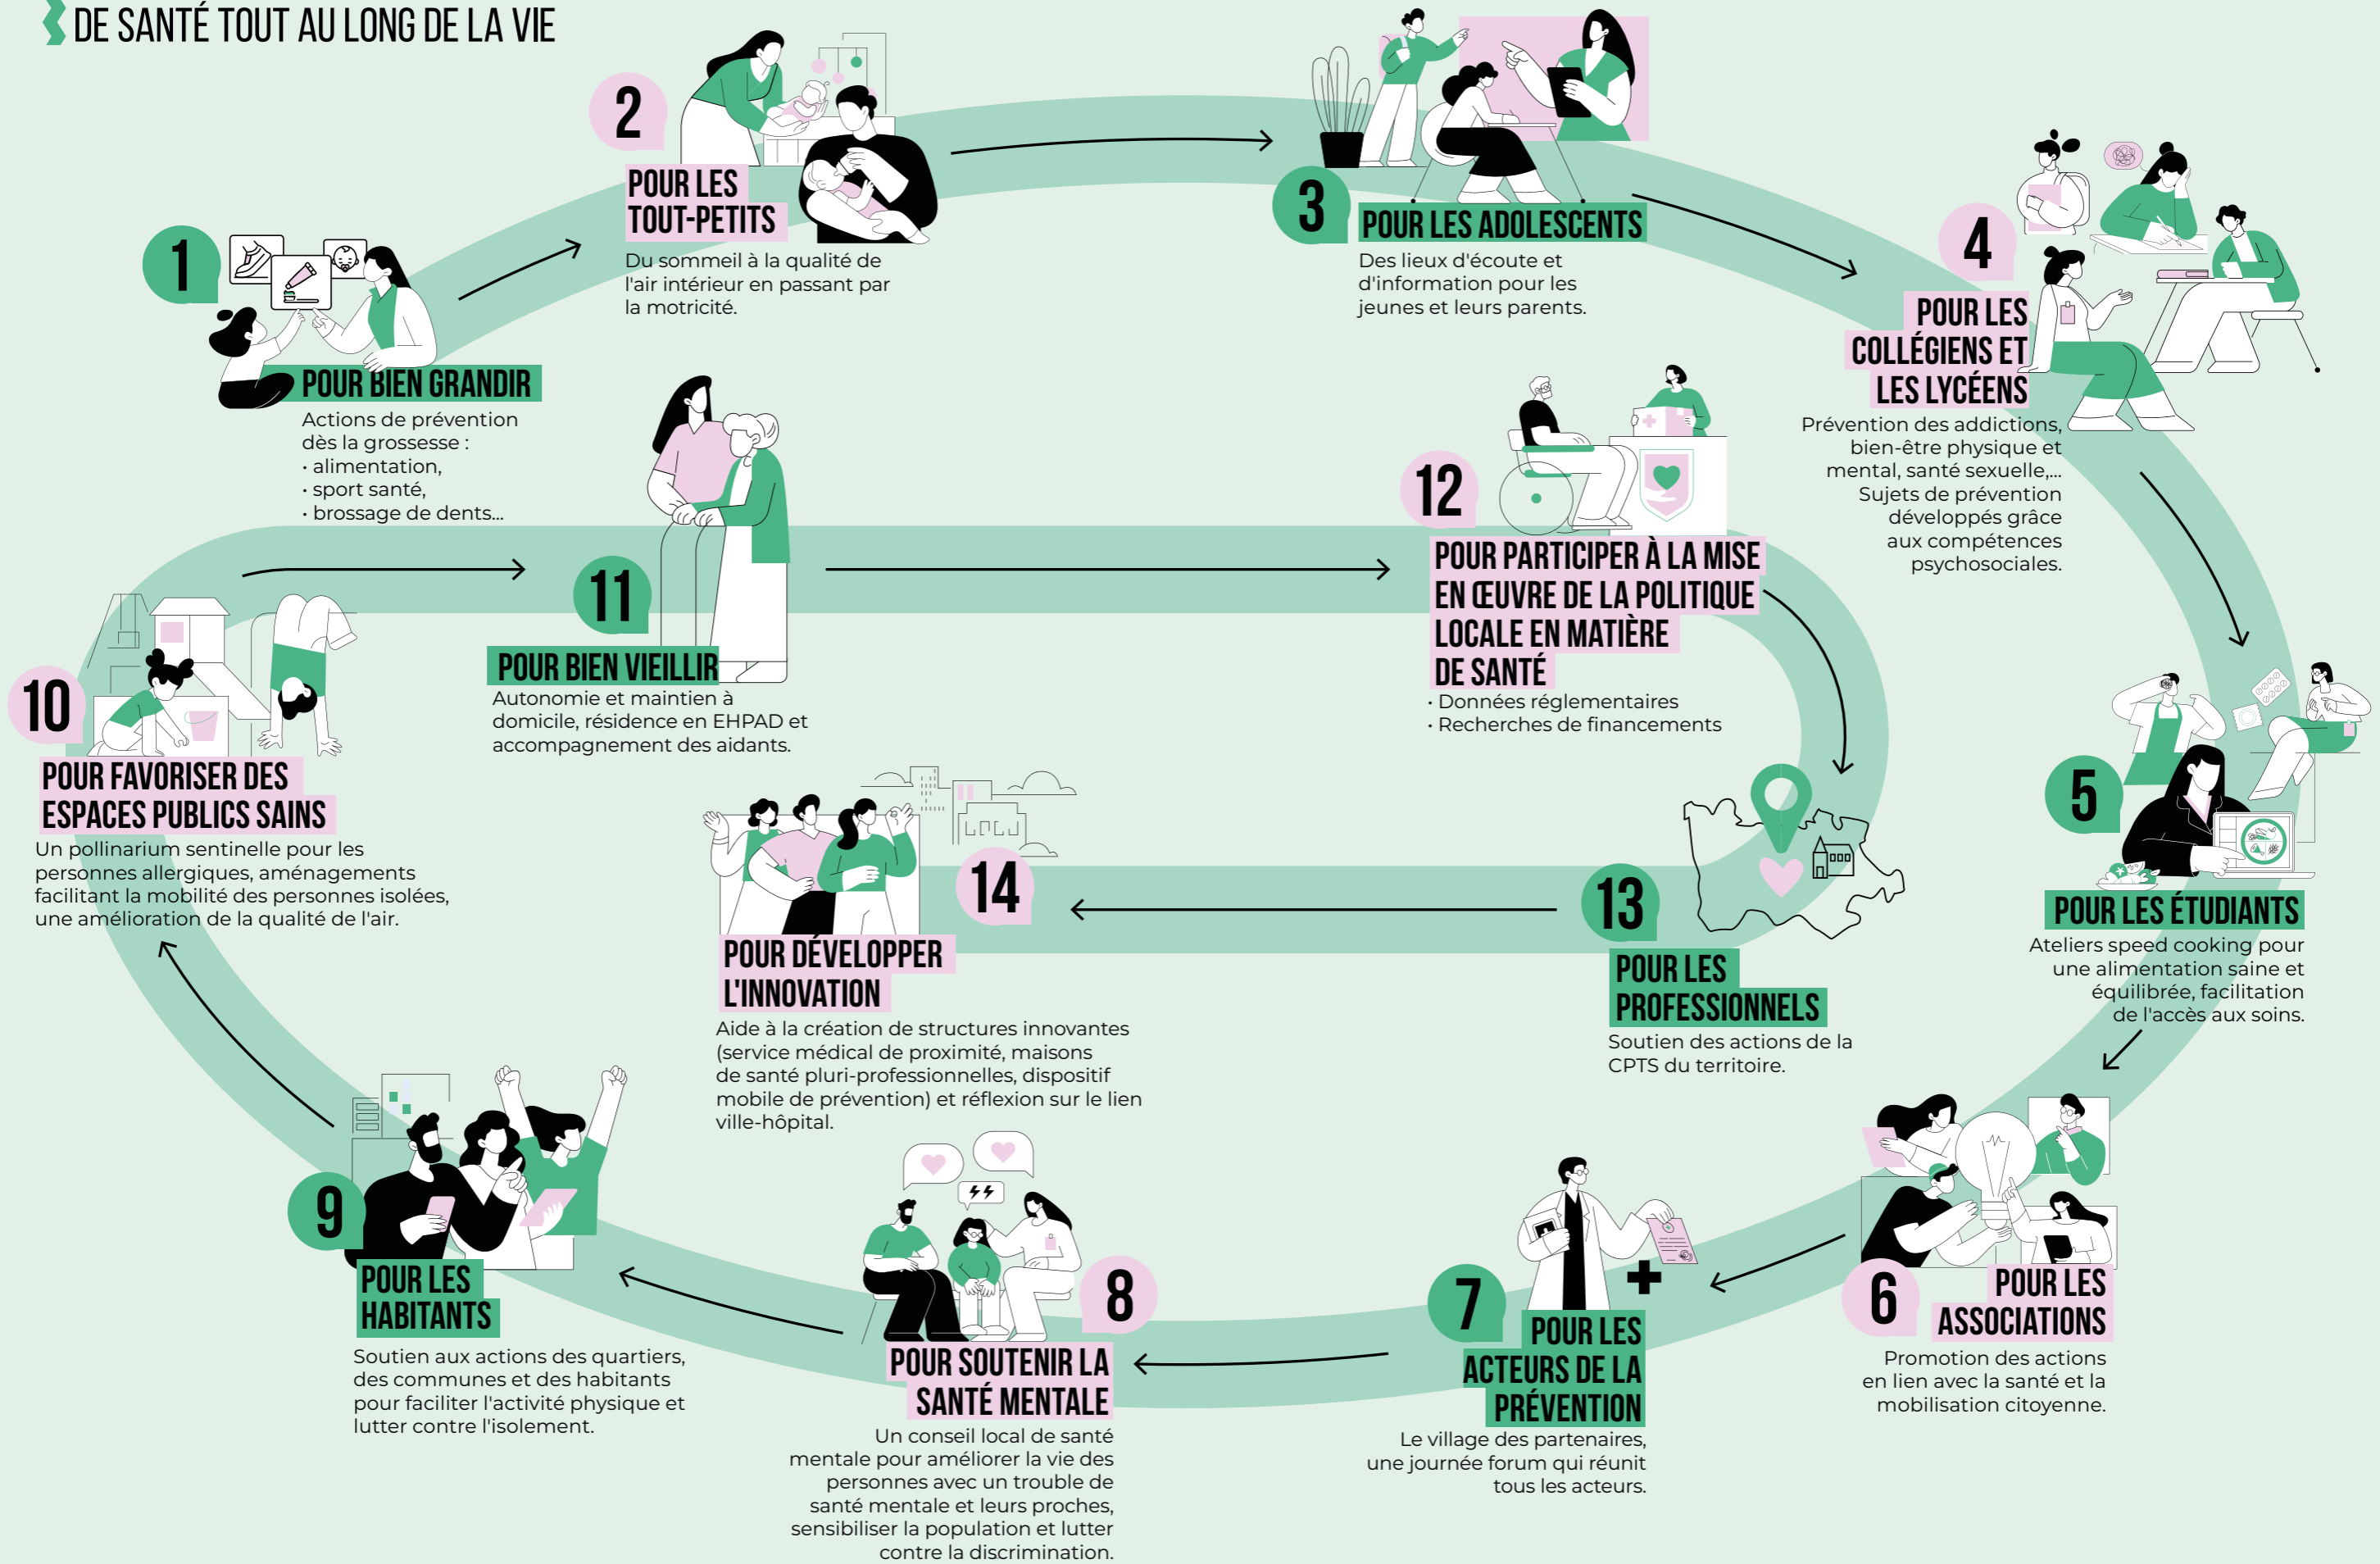 DE SANTÉ TOUT AU LONG DE LA VIE
1
POUR BIEN GRANDIR
Actions de prévention
dès la grossesse :
• alimentation,
• sport santé,
• brossage de dents...
2
POUR LES
TOUT-PETITS
Du sommeil à la qualité de
l'air intérieur en passant par
la motricité.
3
POUR LES ADOLESCENTS
Des lieux d'écoute et
d'information pour les
jeunes et leurs parents.
4
POUR LES
COLLÉGIENS ET
LES LYCÉENS
Prévention des addictions,
bien-être physique et
mental, santé sexuelle,...
Sujets de prévention
développés grâce
aux compétences
psychosociales.
5
POUR LES ÉTUDIANTS
Ateliers speed cooking pour
une alimentation saine et
équilibrée, facilitation
de l'accès aux soins.
6
POUR LES
ASSOCIATIONS
Promotion des actions
en lien avec la santé et la
mobilisation citoyenne.
7
POUR LES
ACTEURS DE LA
PRÉVENTION
Le village des partenaires,
une journée forum qui réunit
tous les acteurs.
8
POUR SOUTENIR LA
SANTÉ MENTALE
Un conseil local de santé
mentale pour améliorer la vie des
personnes avec un trouble de
santé mentale et leurs proches,
sensibiliser la population et lutter
contre la discrimination.
9
POUR LES
HABITANTS
Soutien aux actions des quartiers,
des communes et des habitants
pour faciliter l'activité physique et
lutter contre l'isolement.
10
POUR FAVORISER DES
ESPACES PUBLICS SAINS
Un pollinarium sentinelle pour les
personnes allergiques, aménagements
facilitant la mobilité des personnes isolées,
une amélioration de la qualité de l'air.
11
POUR BIEN VIEILLIR
Autonomie et maintien à
domicile, résidence en EHPAD et
accompagnement des aidants.
12
POUR PARTICIPER À LA MISE
EN ŒUVRE DE LA POLITIQUE
LOCALE EN MATIÈRE
DE SANTÉ
• Données réglementaires
• Recherches de financements
13
POUR LES
PROFESSIONNELS
Soutien des actions de la
CPTS du territoire.
14
POUR DÉVELOPPER
L'INNOVATION
Aide à la création de structures innovantes
(service médical de proximité, maisons
de santé pluri-professionnelles, dispositif
mobile de prévention) et réflexion sur le lien
ville-hôpital.